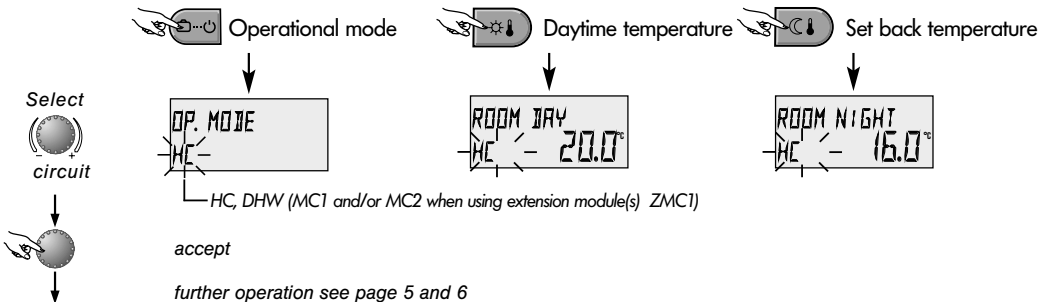 Operational mode
Daytime temperature
Set back temperature
Select
- +
circuit
OP. MODE
HC
ROOM DAY
HC 20.0°C
ROOM NIGHT
HC 16.0°C
HC, DHW (MC1 and/or MC2 when using extension module(s) ZMC1)
accept
further operation see page 5 and 6